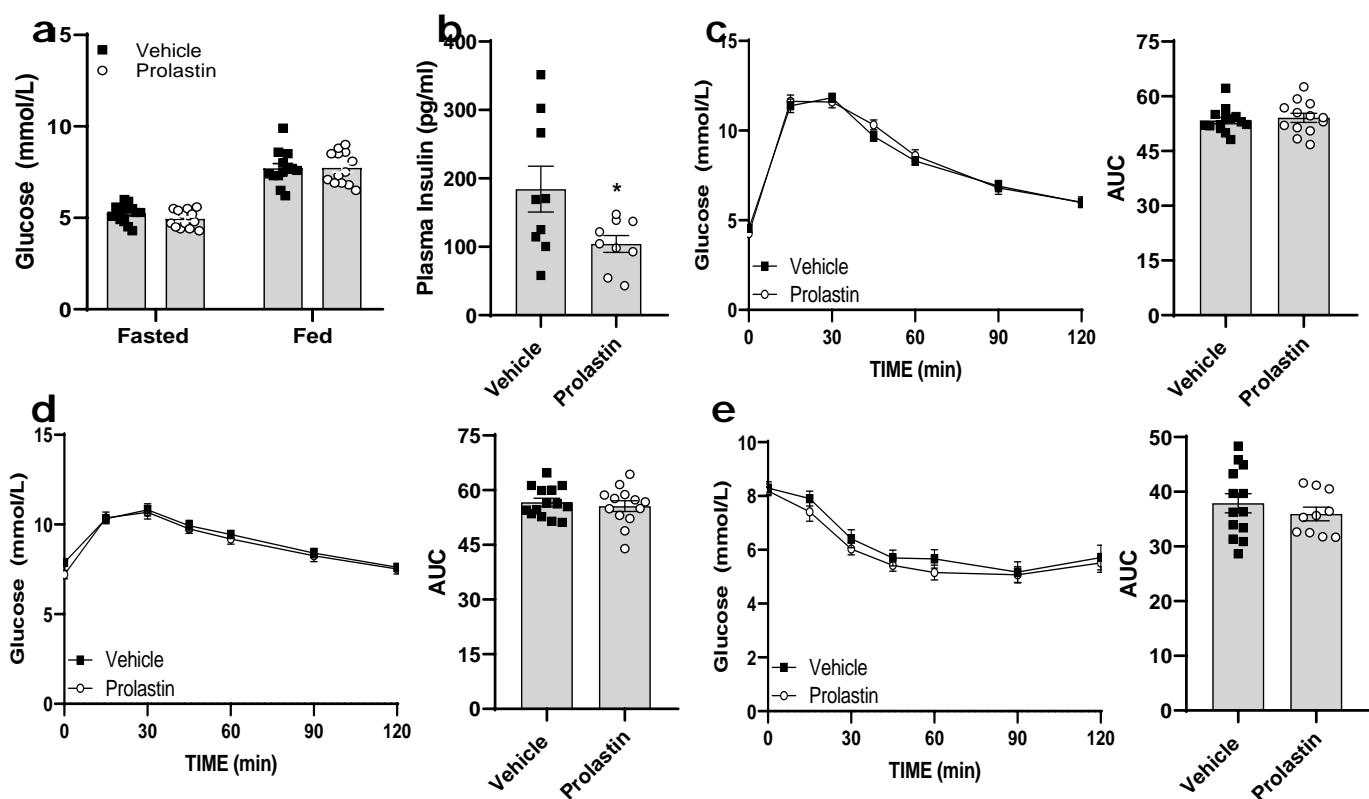 a
Glucose (mmol/L)
15
10
5
0
Vehicle
Prolastin
Fasted
Fed
b
Plasma Insulin (pg/ml)
400
300
200
100
0
*
Vehicle
Prolastin
c
Glucose (mmol/L)
15
10
5
0
Vehicle
Prolastin
0 30 60 90 120
TIME (min)
AUC
75
60
45
30
15
0
Vehicle
Prolastin
d
Glucose (mmol/L)
15
10
5
0
Vehicle
Prolastin
0 30 60 90 120
TIME (min)
AUC
75
60
45
30
15
0
Vehicle
Prolastin
e
Glucose (mmol/L)
10
8
6
4
2
0
Vehicle
Prolastin
0 30 60 90 120
TIME (min)
AUC
50
40
30
20
10
0
Vehicle
Prolastin